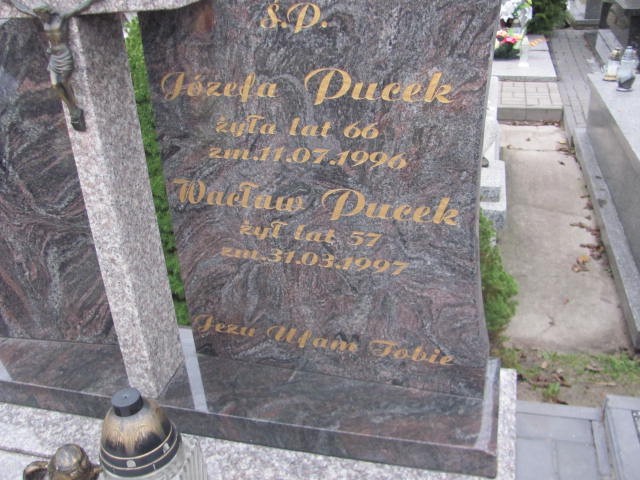 Ś.P.
Józefa Pucek
żyła lat 66
zm.11.07.1996
Wacław Pucek
żył lat 57
zm.31.03.1997
Jezu Ufam Tobie